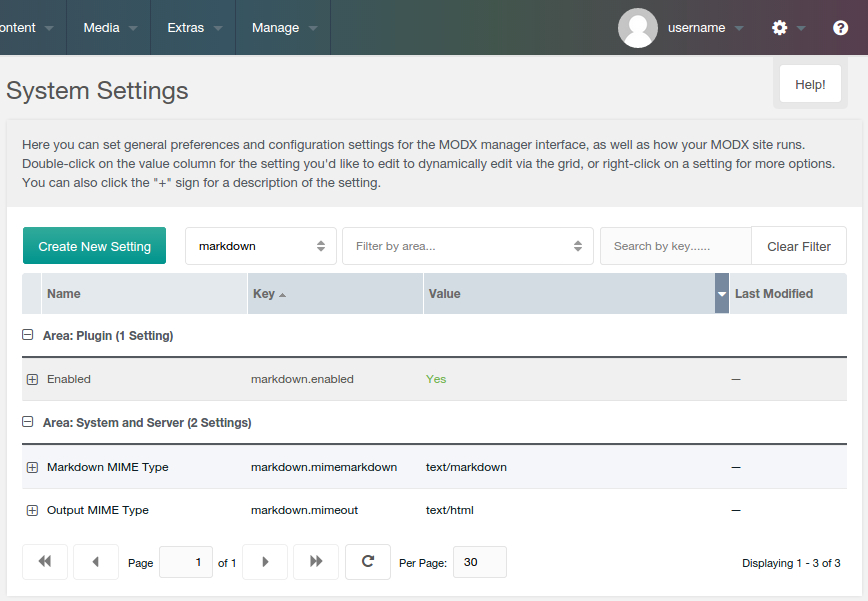 ontent Media Extras Manage username ?
System Settings Help!
Here you can set general preferences and configuration settings for the MODX manager interface, as well as how your MODX site runs.
Double-click on the value column for the setting you'd like to edit to dynamically edit via the grid, or right-click on a setting for more options.
You can also click the "+" sign for a description of the setting.
Create New Setting markdown Filter by area... Search by key...... Clear Filter
Name Key Value Last Modified
Area: Plugin (1 Setting)
Enabled markdown.enabled Yes —
Area: System and Server (2 Settings)
Markdown MIME Type markdown.mimemarkdown text/markdown —
Output MIME Type markdown.mimeout text/html —
Page 1 of 1 Per Page: 30 Displaying 1 - 3 of 3